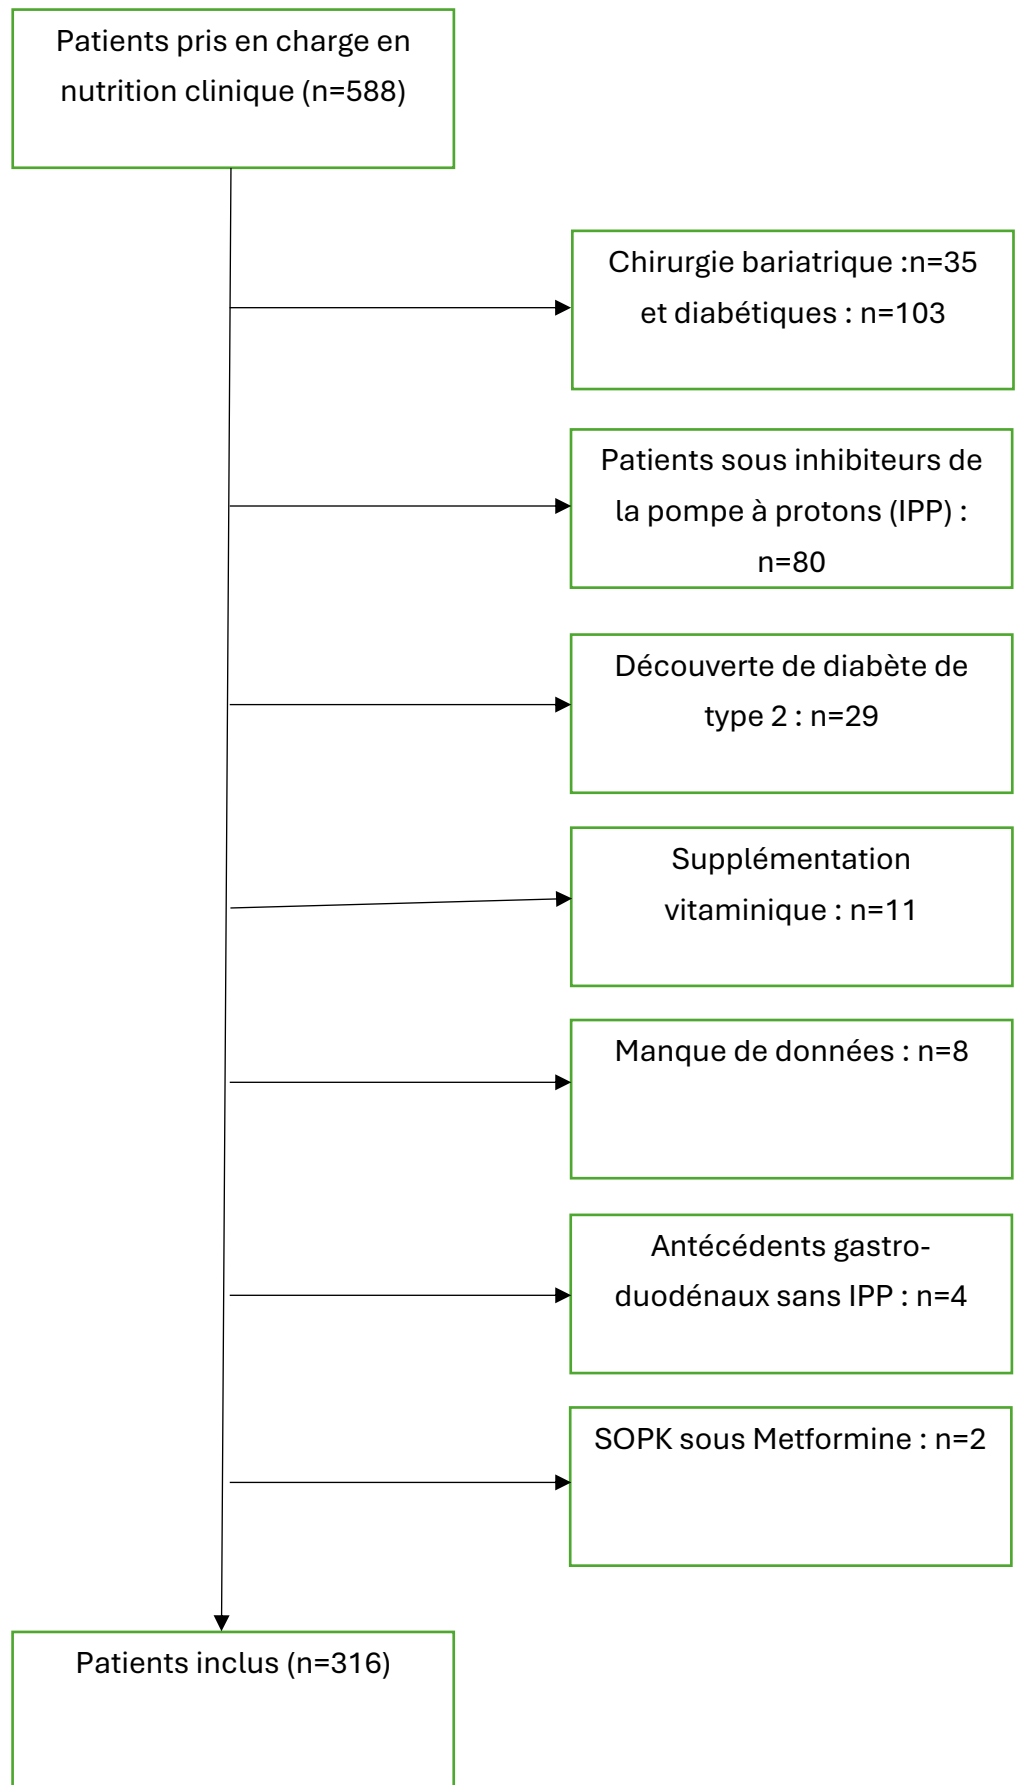 Patients pris en charge en
nutrition clinique (n=588)
Chirurgie bariatrique :n=35
et diabétiques : n=103
Patients sous inhibiteurs de
la pompe à protons (IPP) :
n=80
Découverte de diabète de
type 2 : n=29
Supplémentation
vitaminique : n=11
Manque de données : n=8
Antécédents gastro-
duodénaux sans IPP : n=4
SOPK sous Metformine : n=2
Patients inclus (n=316)